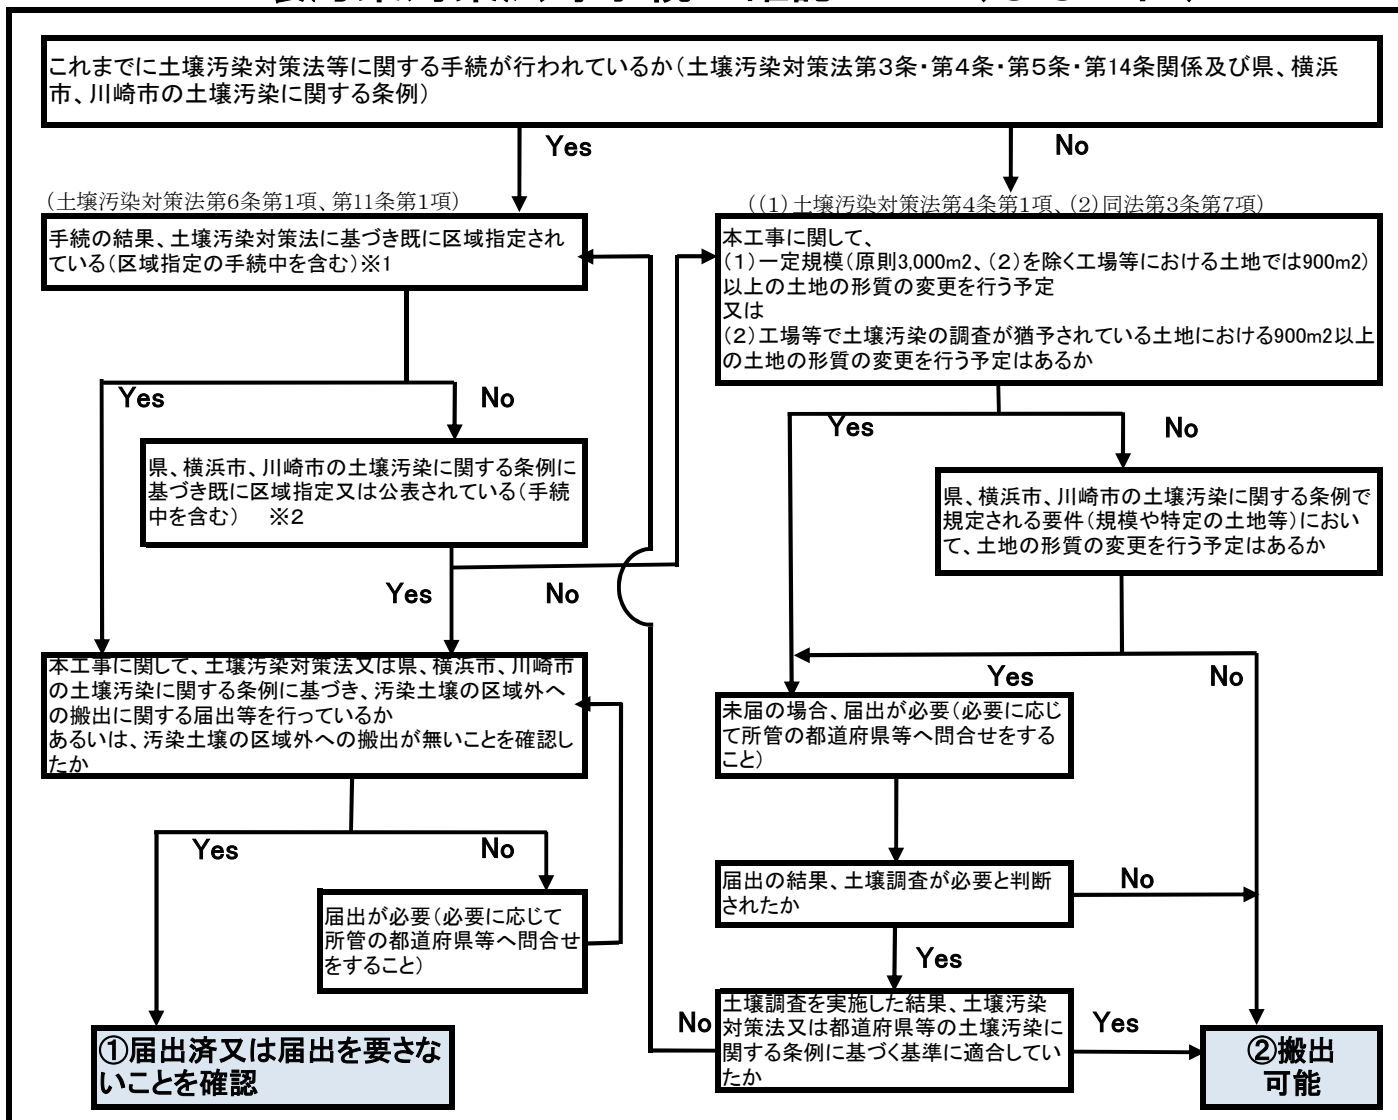 これまでに土壌汚染対策法等に関する手続が行われているか（土壌汚染対策法第３条・第４条・第５条・第14条関係及び県、横浜
市、川崎市の土壌汚染に関する条例）
Yes
No
（土壌汚染対策法第6条第1項、第11条第1項）
（（1）土壌汚染対策法第4条第1項、（2）同法第3条第7項）
手続の結果、土壌汚染対策法に基づき既に区域指定され
ている（区域指定の手続中を含む）※1
本工事に関して、
（１）一定規模（原則3,000m2、（２）を除く工場等における土地では900m2）
以上の土地の形質の変更を行う予定
又は
（２）工場等で土壌汚染の調査が猶予されている土地における900m2以上
の土地の形質の変更を行う予定はあるか
Yes
No
Yes
No
県、横浜市、川崎市の土壌汚染に関する条例に
基づき既に区域指定又は公表されている（手続
中を含む）　※２
県、横浜市、川崎市の土壌汚染に関する条例で
規定される要件（規模や特定の土地等）におい
て、土地の形質の変更を行う予定はあるか
Yes
No
本工事に関して、土壌汚染対策法又は県、横浜市、川崎市
の土壌汚染に関する条例に基づき、汚染土壌の区域外へ
の搬出に関する届出等を行っているか
あるいは、汚染土壌の区域外への搬出が無いことを確認し
たか
Yes
No
未届の場合、届出が必要（必要に応じ
て所管の都道府県等へ問合せをする
こと）
Yes
No
届出の結果、土壌調査が必要と判断
されたか
No
届出が必要（必要に応じて
所管の都道府県等へ問合せ
をすること）
Yes
土壌調査を実施した結果、土壌汚染
対策法又は都道府県等の土壌汚染に
関する条例に基づく基準に適合してい
たか
No
Yes
①届出済又は届出を要さな
いことを確認
②搬出
可能